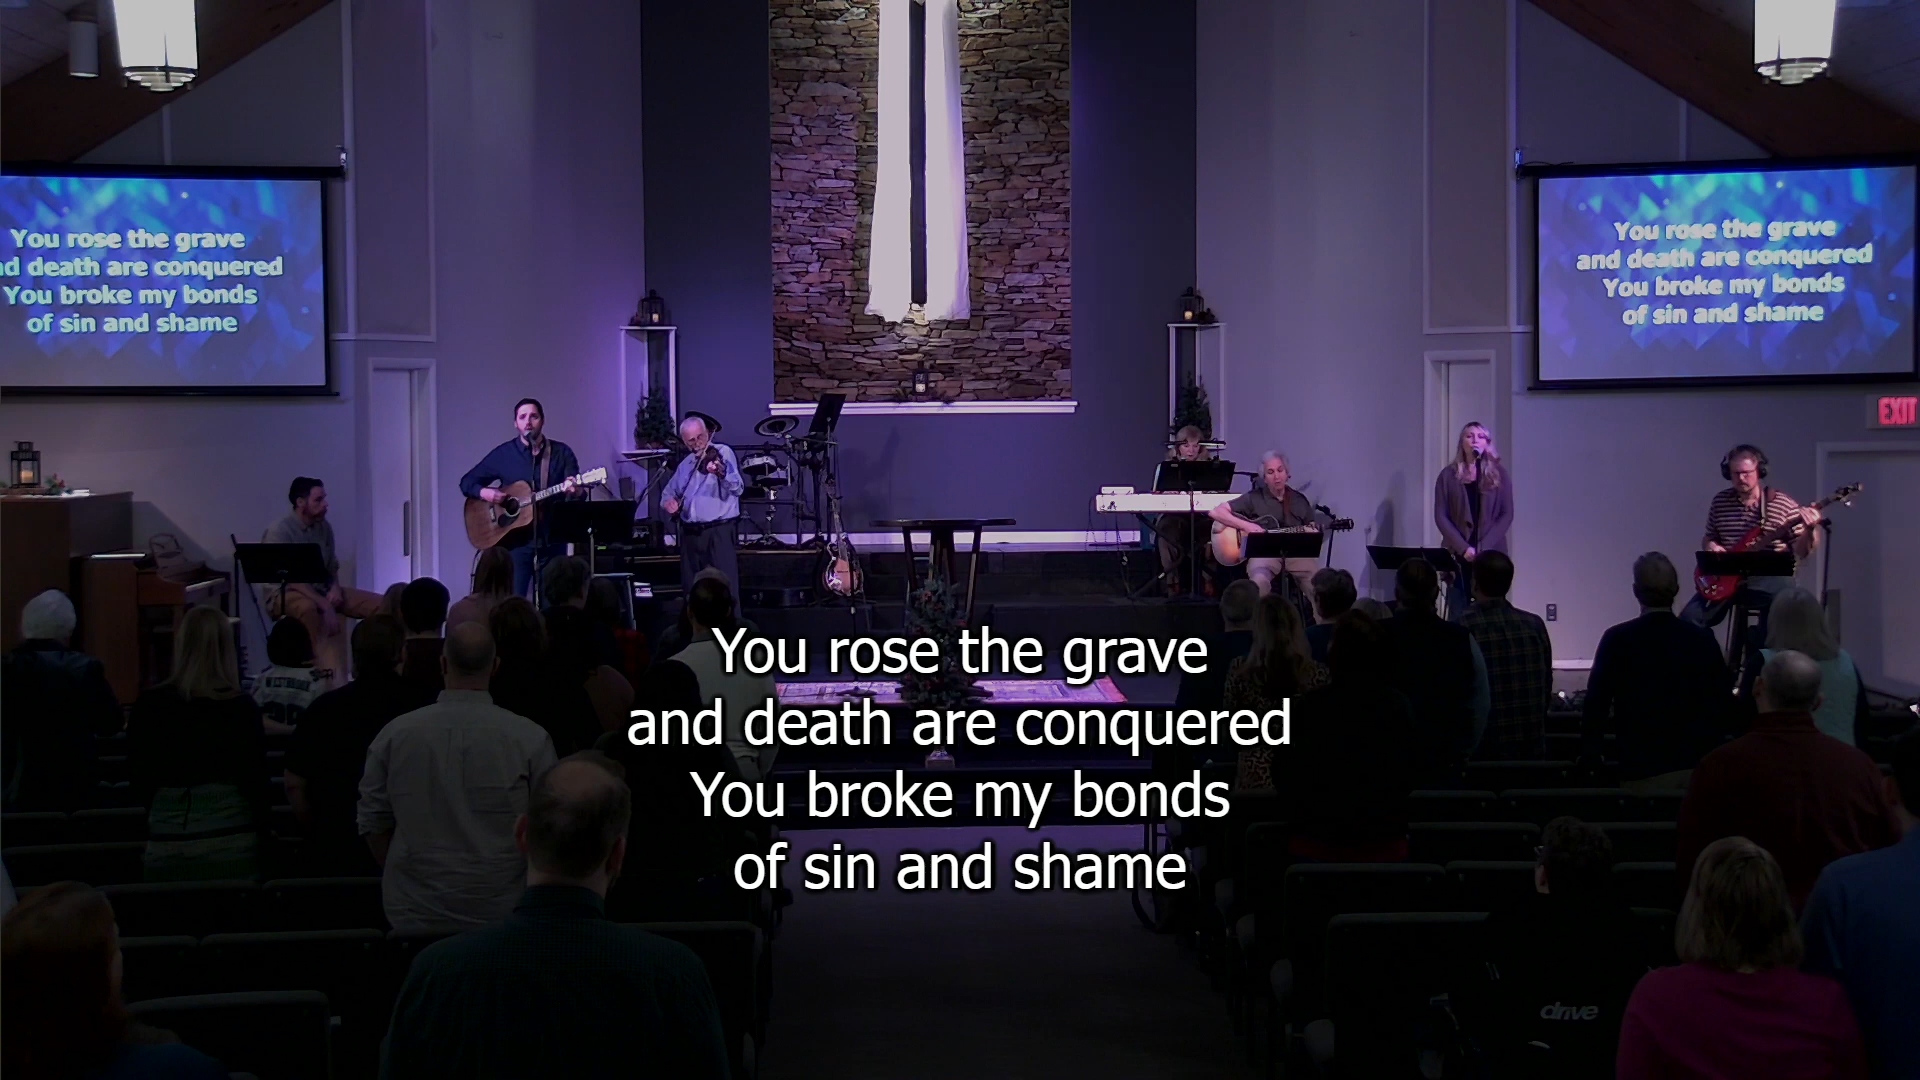 You rose the grave
d death are conquered
You broke my bonds
of sin and shame
You rose the grave
and death are conquered
You broke my bonds
of sin and shame
EXIT
You rose the grave
and death are conquered
You broke my bonds
of sin and shame
drive